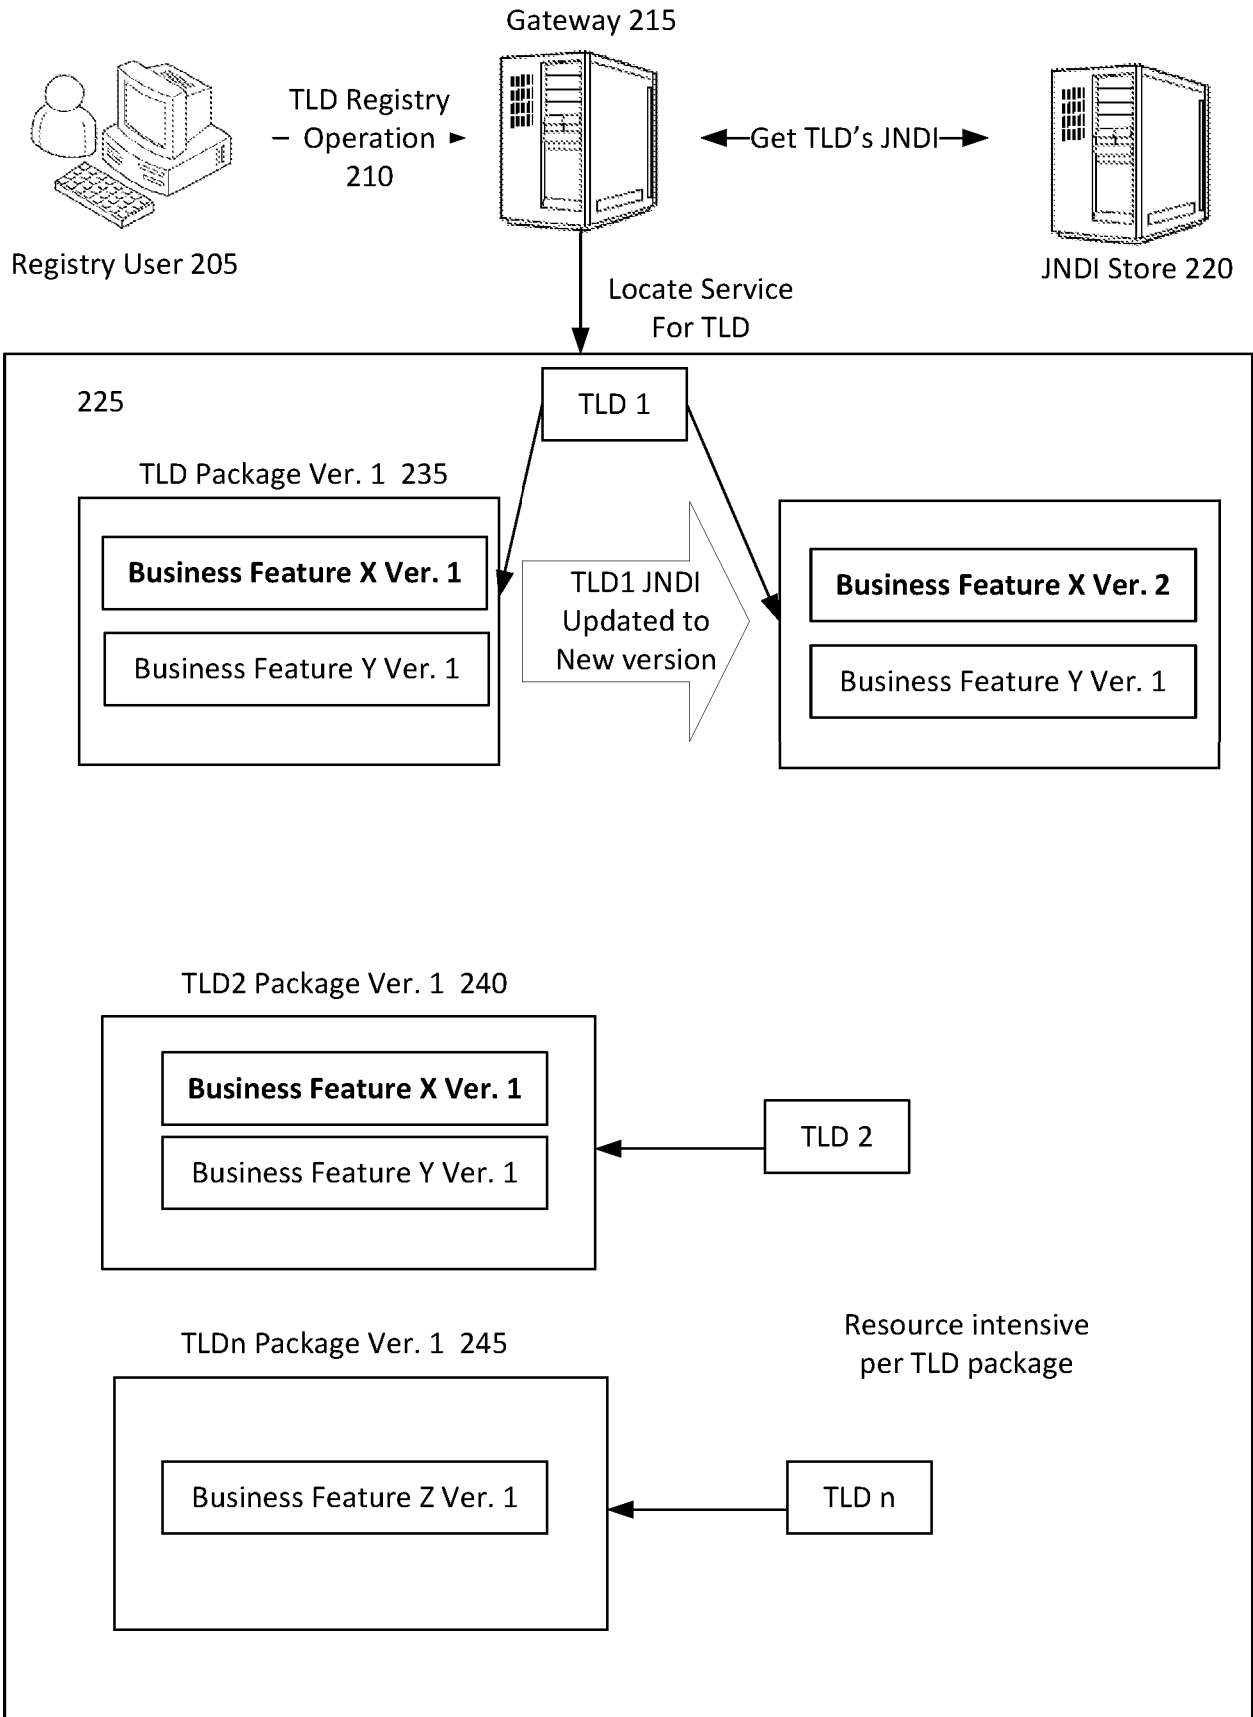 Gateway 215
TLD Registry
Operation
210
Get TLD's JNDI
Registry User 205
JNDI Store 220
Locate Service
For TLD
225
TLD 1
TLD Package Ver. 1 235
Business Feature X Ver. 1
Business Feature Y Ver. 1
TLD1 JNDI
Updated to
New version
Business Feature X Ver. 2
Business Feature Y Ver. 1
TLD2 Package Ver. 1 240
Business Feature X Ver. 1
Business Feature Y Ver. 1
TLD 2
TLDn Package Ver. 1 245
Resource intensive
per TLD package
Business Feature Z Ver. 1
TLD n